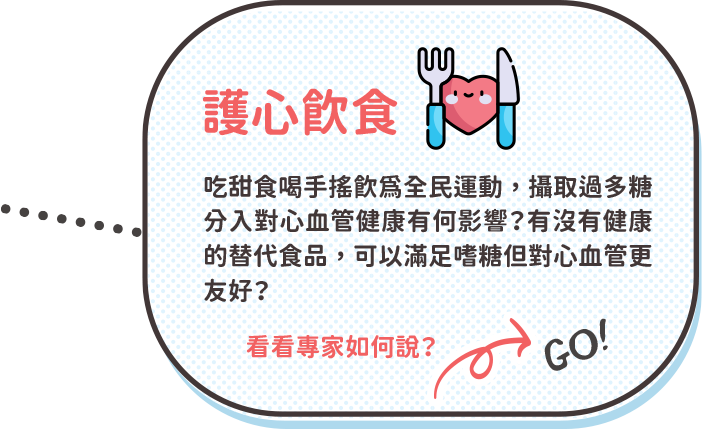 護心飲食
吃甜食喝手搖飲為全民運動，攝取過多糖
分入對心血管健康有何影響？有沒有健康
的替代食品，可以滿足嗜糖但對心血管更
友好？
看看專家如何說？
GO!